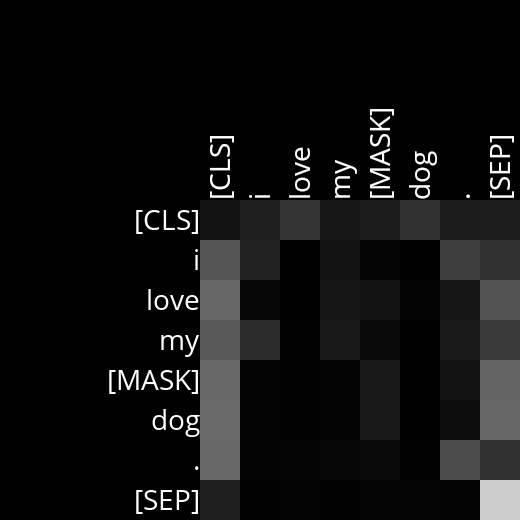 [CLS] i love my [MASK] dog . [SEP]
[CLS]
i
love
my
[MASK]
dog
.
[SEP]